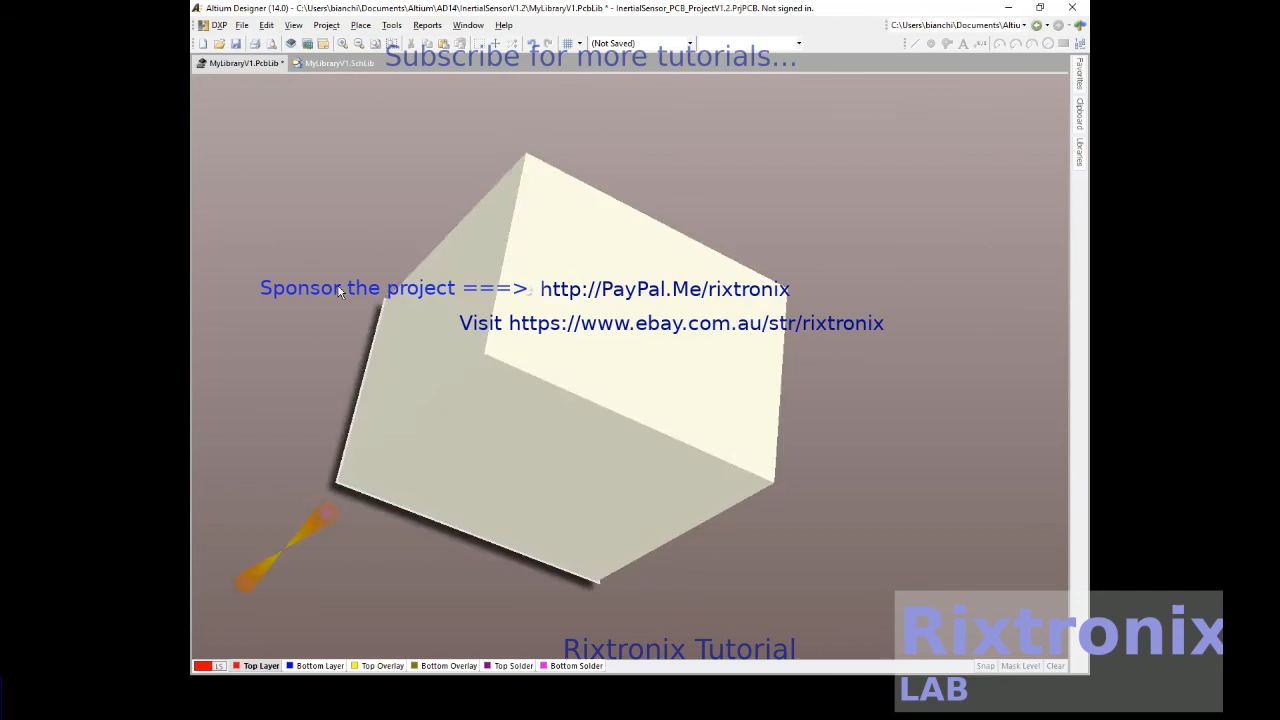 Altium Designer (14.0) - C:\Users\bianchi\Documents\Altium\AD14\InertialSensorV1.2\MyLibraryV1.PcbLib * - InertialSensor_PCB_ProjectV1.2.PrjPCB. Not signed in.
DXP File Edit View Project Place Tools Reports Window Help C:\Users\bianchi\Documents\Altiu
(Not Saved)
Subscribe for more tutorials...
MyLibraryV1.PcbLib * MyLibraryV1.SchLib
Favorites
Clipboard
Libraries
Sponsor the project ===> http://PayPal.Me/rixtronix
Visit https://www.ebay.com.au/str/rixtronix
Rixtronix Tutorial
Rixtronix
LAB
LS Top Layer Bottom Layer Top Overlay Bottom Overlay Top Solder Bottom Solder Snap Mask Level Clear